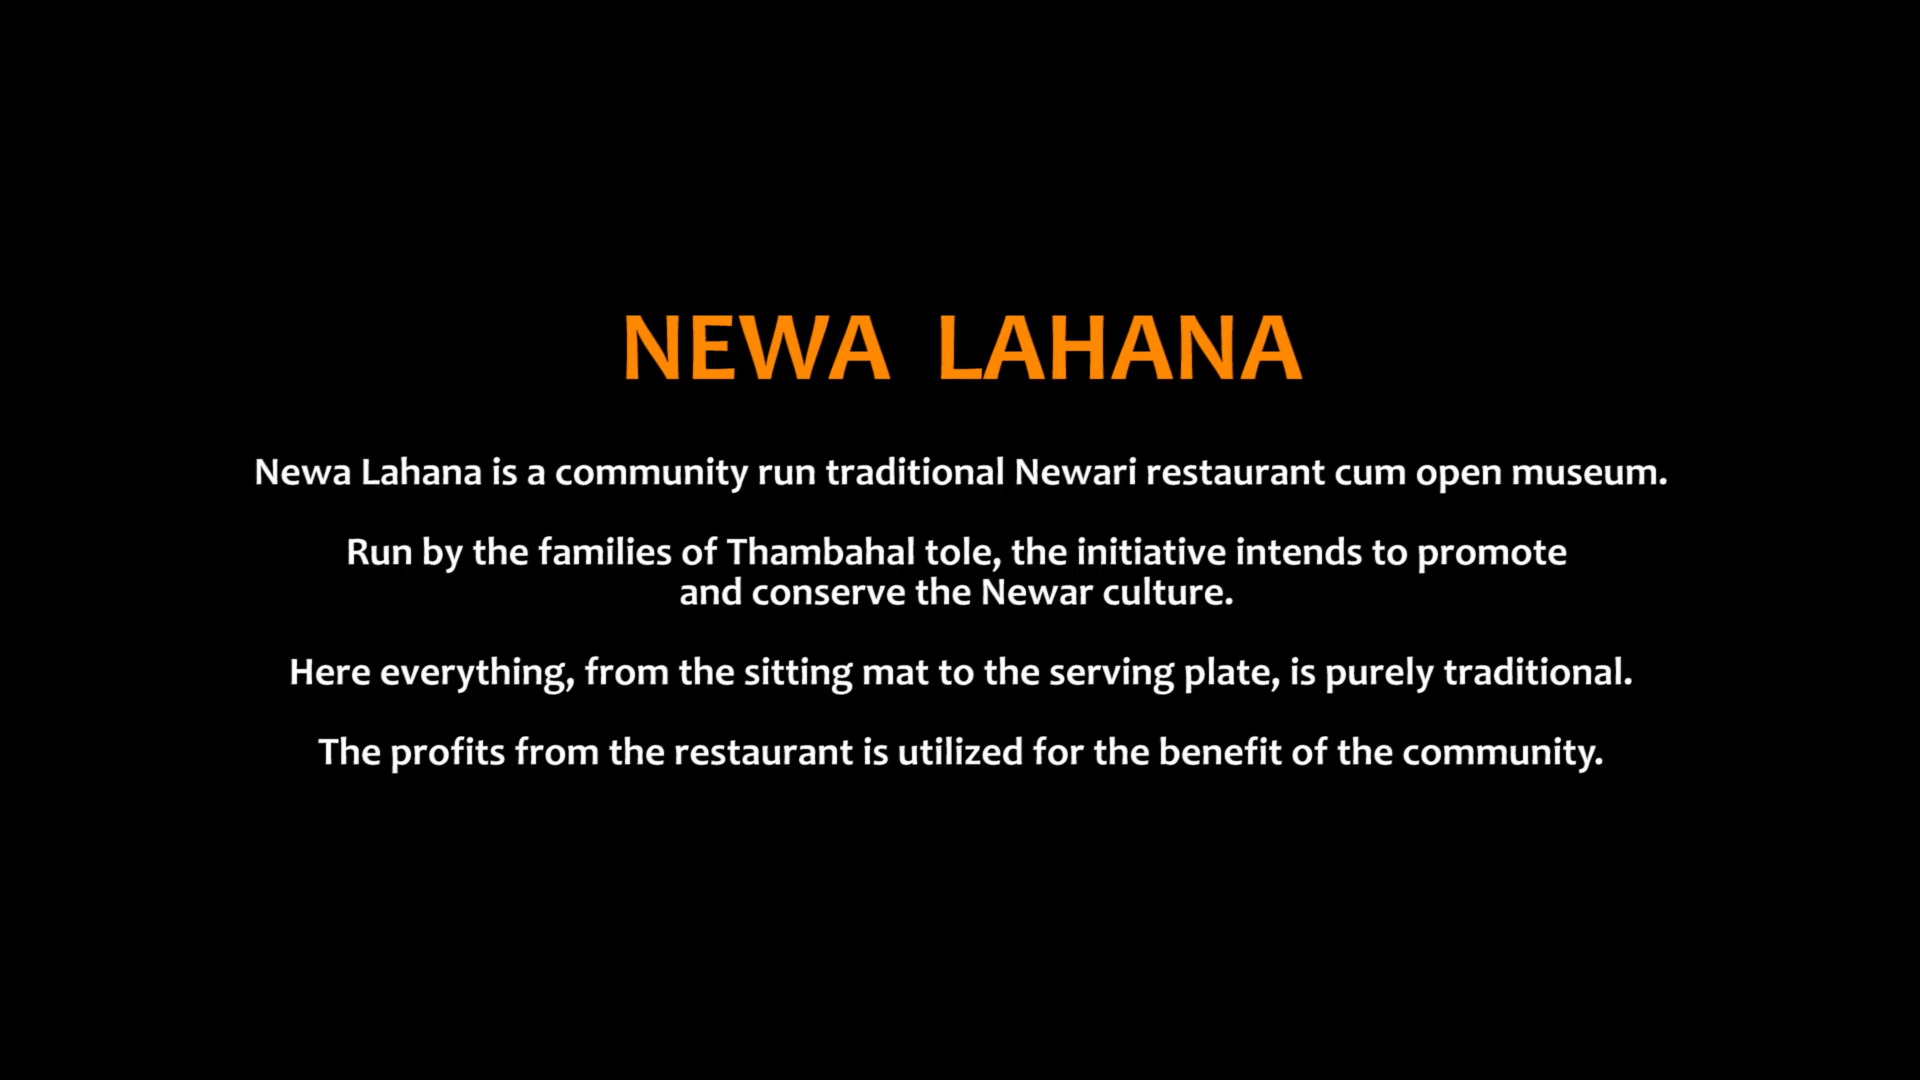 NEWA LAHANA
Newa Lahana is a community run traditional Newari restaurant cum open museum.
Run by the families of Thambahal tole, the initiative intends to promote
and conserve the Newar culture.
Here everything, from the sitting mat to the serving plate, is purely traditional.
The profits from the restaurant is utilized for the benefit of the community.